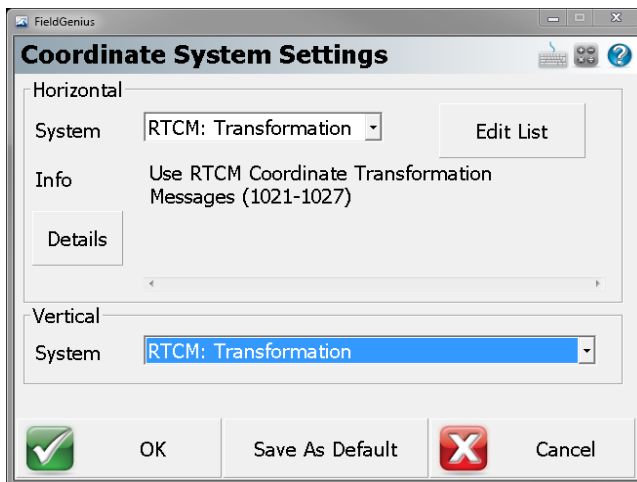 FieldGenius
Coordinate System Settings
Horizontal
System RTCM: Transformation Edit List
Info Use RTCM Coordinate Transformation
Messages (1021-1027)
Details
Vertical
System RTCM: Transformation
OK Save As Default Cancel